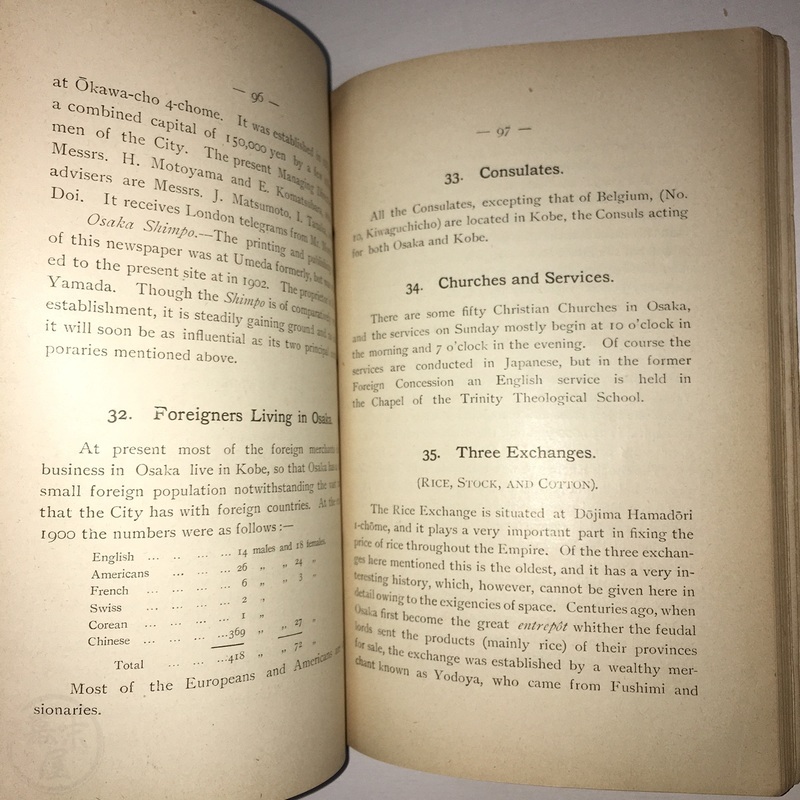 — 96 —
at Ōkawa-cho 4-chome. It was established in
a combined capital of 150,000 yen by a few
men of the City. The present Managing
Messrs. H. Motoyama and E. Komatsubara,
advisers are Messrs. J. Matsumoto, I.
Doi. It receives London telegrams from Mr.
Osaka Shimpo.—The printing and
of this newspaper was at Umeda formerly, but
ed to the present site at in 1902. The proprietor
Yamada. Though the Shimpo is of comparatively
establishment, it is steadily gaining ground and
it will soon be as influential as its two principal
poraries mentioned above.
32. Foreigners Living in Osaka.
At present most of the foreign
business in Osaka live in Kobe, so that Osaka has
small foreign population notwithstanding the
that the City has with foreign countries. At the
1900 the numbers were as follows :—
English ... ... ... ... 14 males and 18 females.
Americans ... ... ... 26 „ „ 24 „
French ... ... ... ... 6 „ „ 3 „
Swiss ... ... ... ... 2 „
Corean ... ... ... ... 1 „
Chinese ... ... ... ...369 „ „ 27 „
Total ... ... ...418 „ „ 72 „
Most of the Europeans and Americans are
sionaries.
— 97 —
33. Consulates.
All the Consulates, excepting that of Belgium, (No.
10, Kiwaguchicho) are located in Kobe, the Consuls acting
for both Osaka and Kobe.
34. Churches and Services.
There are some fifty Christian Churches in Osaka,
and the services on Sunday mostly begin at 10 o'clock in
the morning and 7 o'clock in the evening. Of course the
services are conducted in Japanese, but in the former
Foreign Concession an English service is held in
the Chapel of the Trinity Theological School.
35. Three Exchanges.
(RICE, STOCK, AND COTTON).
The Rice Exchange is situated at Dōjima Hamadōri
1-chōme, and it plays a very important part in fixing the
price of rice throughout the Empire. Of the three exchan-
ges here mentioned this is the oldest, and it has a very in-
teresting history, which, however, cannot be given here in
detail owing to the exigencies of space. Centuries ago, when
Osaka first become the great entrepôt whither the feudal
lords sent the products (mainly rice) of their provinces
for sale, the exchange was established by a wealthy mer-
chant known as Yodoya, who came from Fushimi and